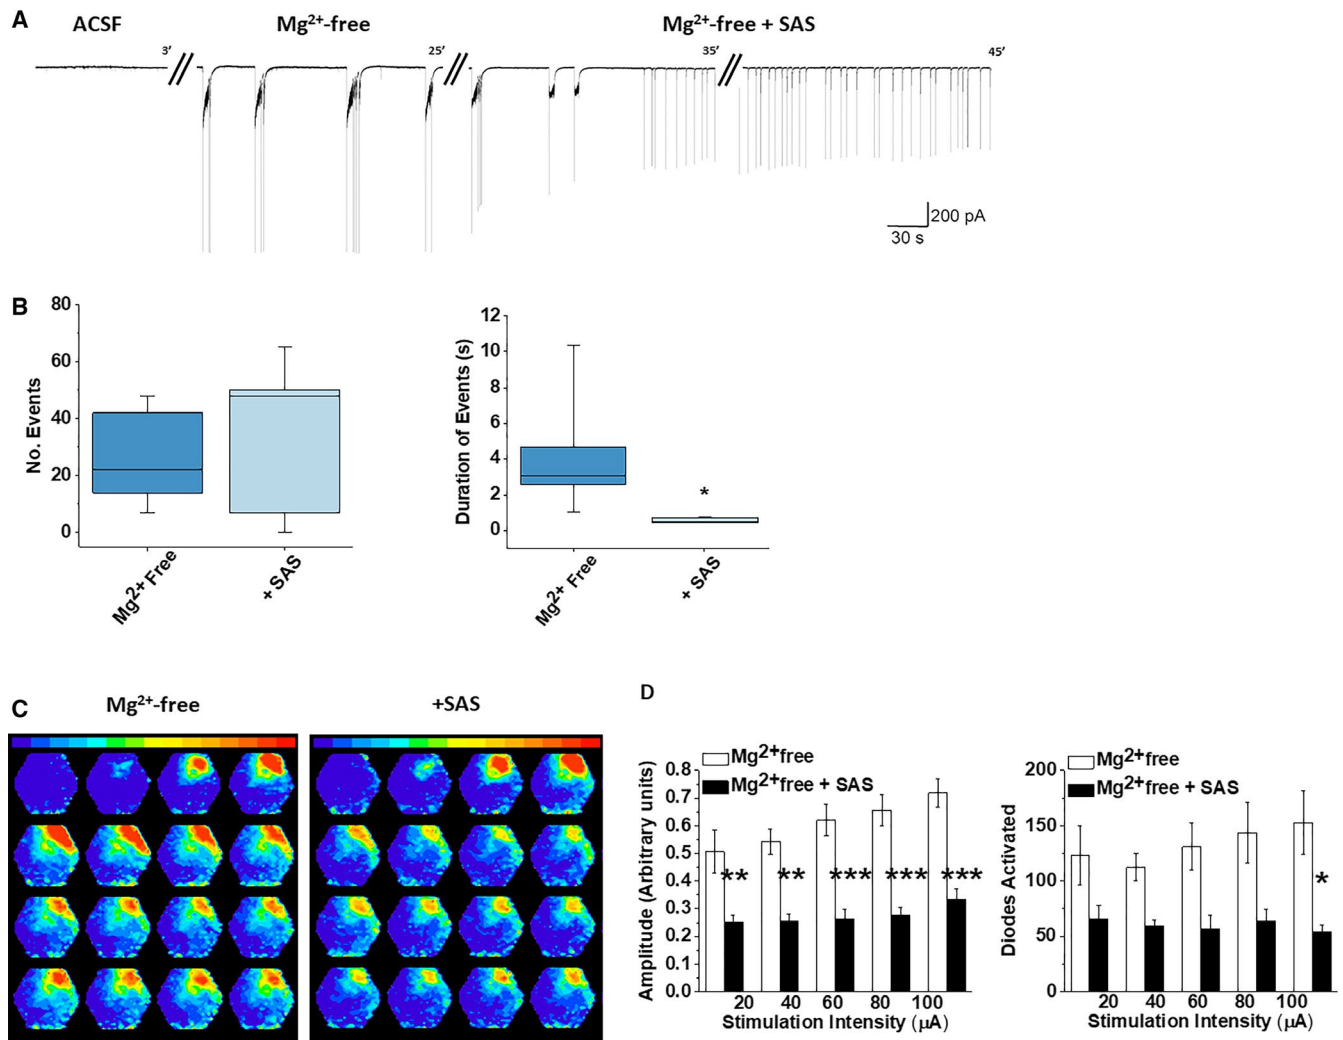 A
ACSF
Mg²⁺-free
Mg²⁺-free + SAS
3’
25’
35’
45’
200 pA
30 s
B
80
60
40
20
0
No. Events
Mg2+ Free
+ SAS
12
10
8
6
4
2
0
Duration of Events (s)
*
Mg2+ Free
+ SAS
C
Mg²⁺-free
+SAS
D
Mg2+free
Mg2+free + SAS
0.8
0.7
0.6
0.5
0.4
0.3
0.2
0.1
0.0
Amplitude (Arbitrary units)
** ** *** *** ***
20 40 60 80 100
Stimulation Intensity (µA)
Mg2+free
Mg2+free + SAS
200
150
100
50
0
Diodes Activated
*
20 40 60 80 100
Stimulation Intensity (µA)